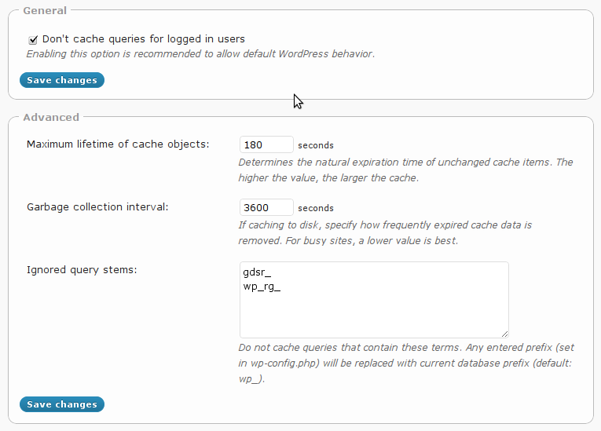 General
Don't cache queries for logged in users
Enabling this option is recommended to allow default WordPress behavior.
Save changes
Advanced
Maximum lifetime of cache objects: 180 seconds
Determines the natural expiration time of unchanged cache items. The
higher the value, the larger the cache.
Garbage collection interval: 3600 seconds
If caching to disk, specify how frequently expired cache data is
removed. For busy sites, a lower value is best.
Ignored query stems: gdsr_
wp_rg_
Do not cache queries that contain these terms. Any entered prefix (set
in wp-config.php) will be replaced with current database prefix (default:
wp_).
Save changes